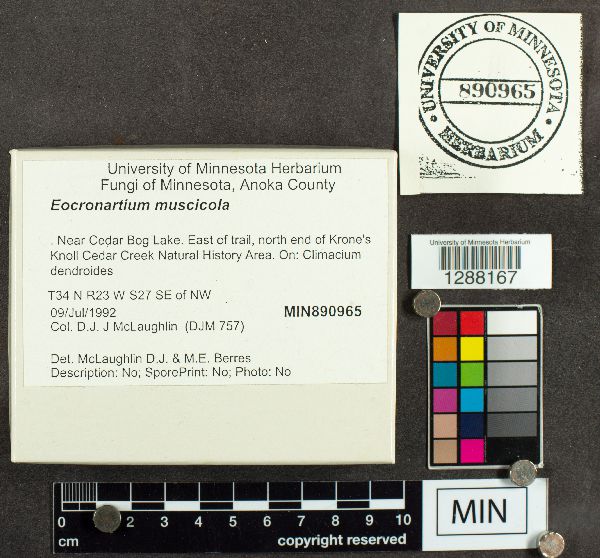 UNIVERSITY OF MINNESOTA
890965
HERBARIUM
University of Minnesota Herbarium
Fungi of Minnesota, Anoka County
Eocronartium muscicola
. Near Cedar Bog Lake. East of trail, north end of Krone's
Knoll Cedar Creek Natural History Area. On: Climacium
dendroides
T34 N R23 W S27 SE of NW
09/Jul/1992
MIN890965
Col. D.J. J McLaughlin (DJM 757)
Det. McLaughlin D.J. & M.E. Berres
Description: No; SporePrint: No; Photo: No
University of Minnesota Herbarium
1288167
0 2 3 4 5 6 7 8 9 10
cm copyright reserved
MIN